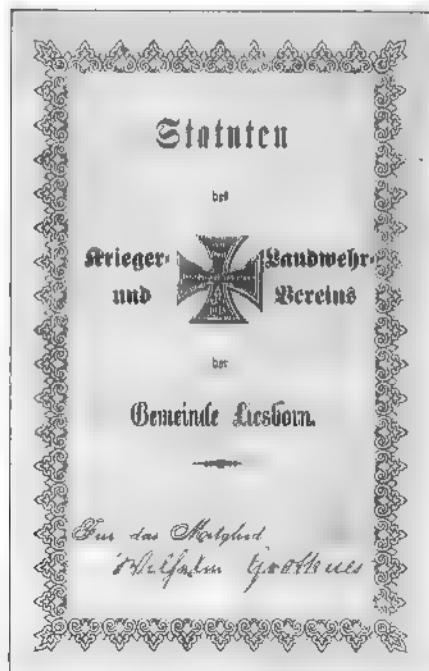 Statuten
des
Krieger- Landwehr-
und Vereins
der
Gemeinde Liesborn.
Für das Mitglied
Wilhelm